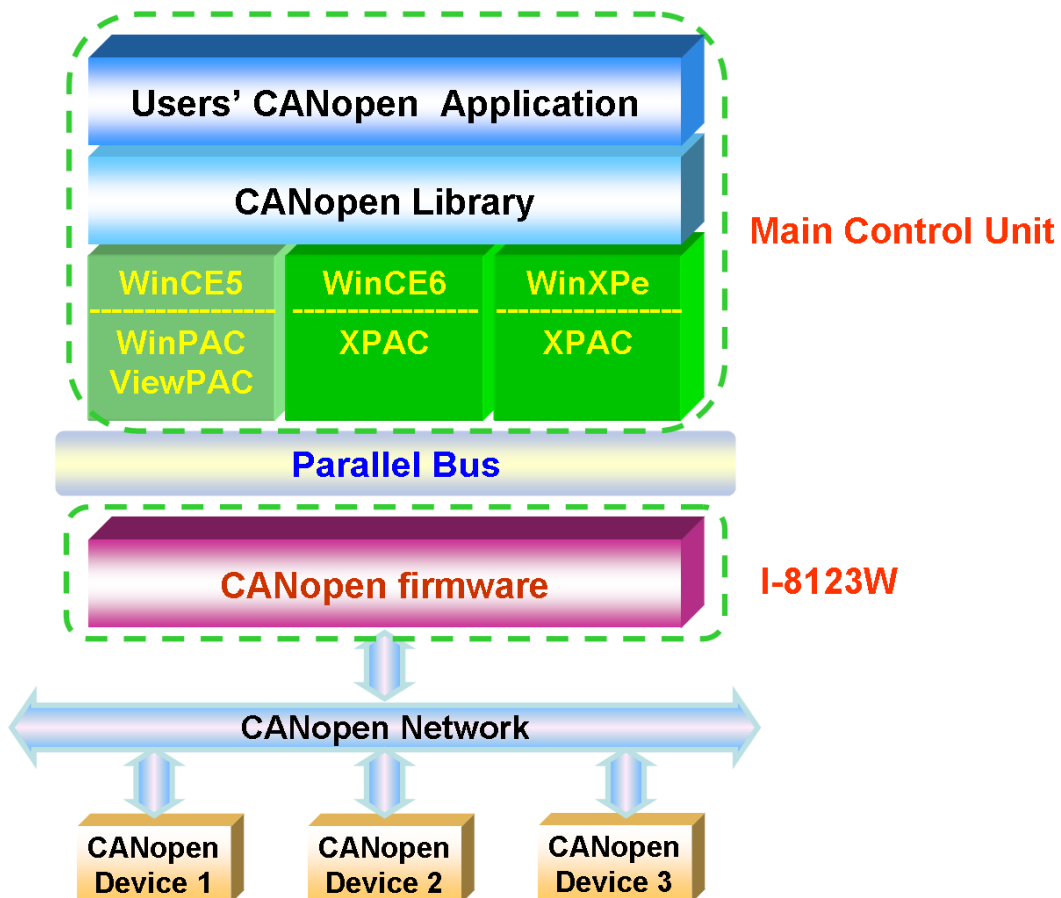 Users’ CANopen Application
CANopen Library
Main Control Unit
WinCE5
WinPAC
ViewPAC
WinCE6
XPAC
WinXPe
XPAC
Parallel Bus
CANopen firmware
I-8123W
CANopen Network
CANopen
Device 1
CANopen
Device 2
CANopen
Device 3